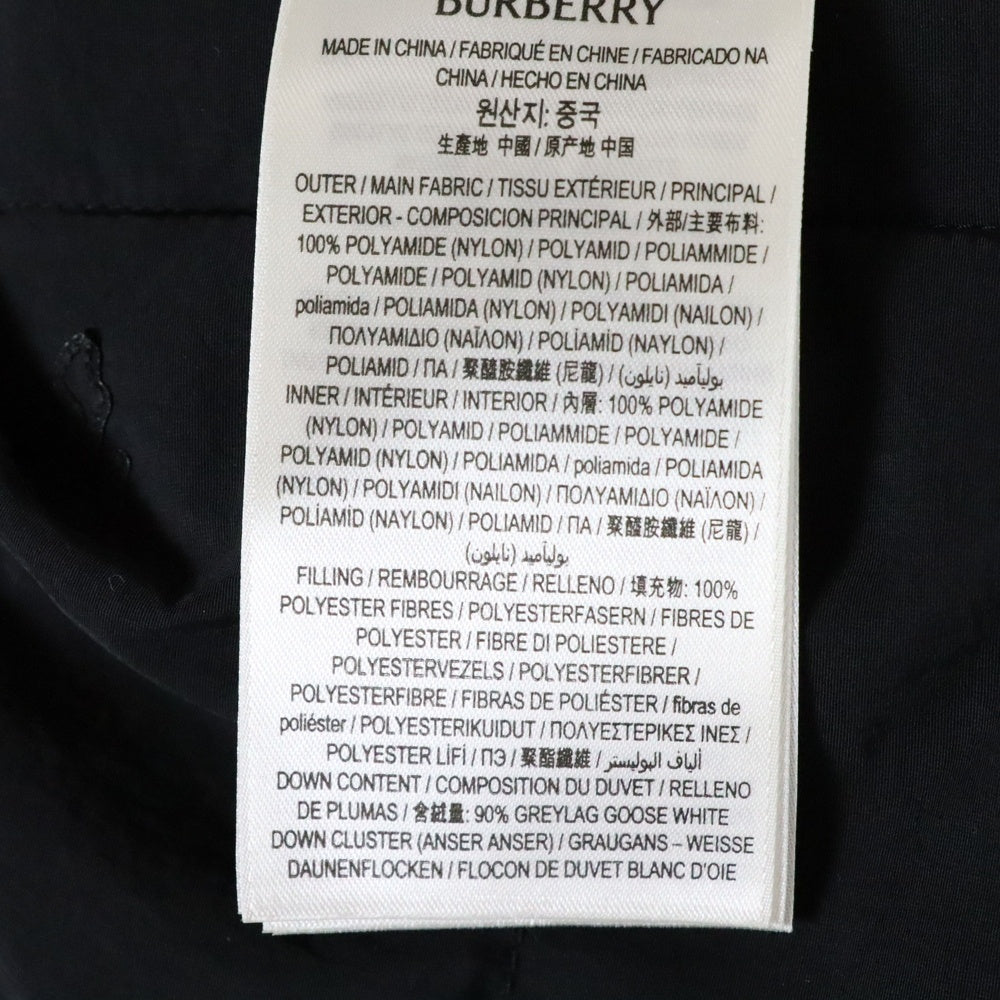 BURBERRY
MADE IN CHINA / FABRIQUÉ EN CHINE / FABRICADO NA
CHINA / HECHO EN CHINA
원산지: 중국
生產地 中國 / 原产地 中国
OUTER / MAIN FABRIC / TISSU EXTÉRIEUR / PRINCIPAL /
EXTERIOR - COMPOSICION PRINCIPAL / 外部/主要布料:
100% POLYAMIDE (NYLON) / POLYAMID / POLIAMMIDE /
POLYAMIDE / POLYAMID (NYLON) / POLIAMIDA /
poliamida / POLIAMIDA (NYLON) / POLYAMIDI (NAILON) /
ΠΟΛΥΑΜΙΔΙΟ (ΝΑΪΛΟΝ) / POLİAMİD (NAYLON) /
POLIAMID / ПА / 聚醯胺纖維 (尼龍) / بوليآميد (نايلون)
INNER / INTÉRIEUR / INTERIOR / 內層: 100% POLYAMIDE
(NYLON) / POLYAMID / POLIAMMIDE / POLYAMIDE /
POLYAMID (NYLON) / POLIAMIDA / poliamida / POLIAMIDA
(NYLON) / POLYAMIDI (NAILON) / ΠΟΛΥΑΜΙΔΙΟ (ΝΑΪΛΟΝ) /
POLİAMİD (NAYLON) / POLIAMID / ПА / 聚醯胺纖維 (尼龍) /
بوليآميد (نايلون)
FILLING / REMBOURRAGE / RELLENO / 填充物: 100%
POLYESTER FIBRES / POLYESTERFASERN / FIBRES DE
POLYESTER / FIBRE DI POLIESTERE /
POLYESTERVEZELS / POLYESTERFIBRER /
POLYESTERFIBRE / FIBRAS DE POLIÉSTER / fibras de
poliéster / POLYESTERIKUIDUT / ΠΟΛΥΕΣΤΕΡΙΚΕΣ ΙΝΕΣ /
POLYESTER LİFİ / ПЭ / 聚酯纖維 / ألياف البوليستر
DOWN CONTENT / COMPOSITION DU DUVET / RELLENO
DE PLUMAS / 含絨量: 90% GREYLAG GOOSE WHITE
DOWN CLUSTER (ANSER ANSER) / GRAUGANS – WEISSE
DAUNENFLOCKEN / FLOCON DE DUVET BLANC D'OIE